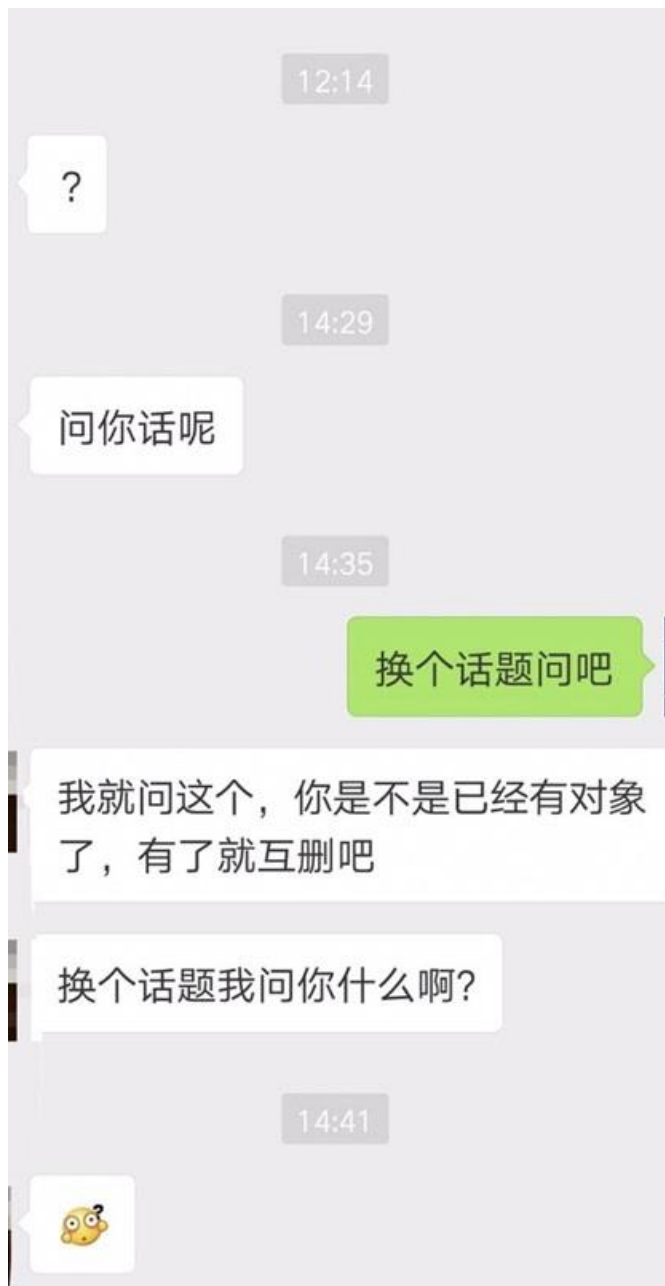 12:14
?
14:29
问你话呢
14:35
换个话题问吧
我就问这个，你是不是已经有对象
了，有了就互删吧
换个话题我问你什么啊?
14:41